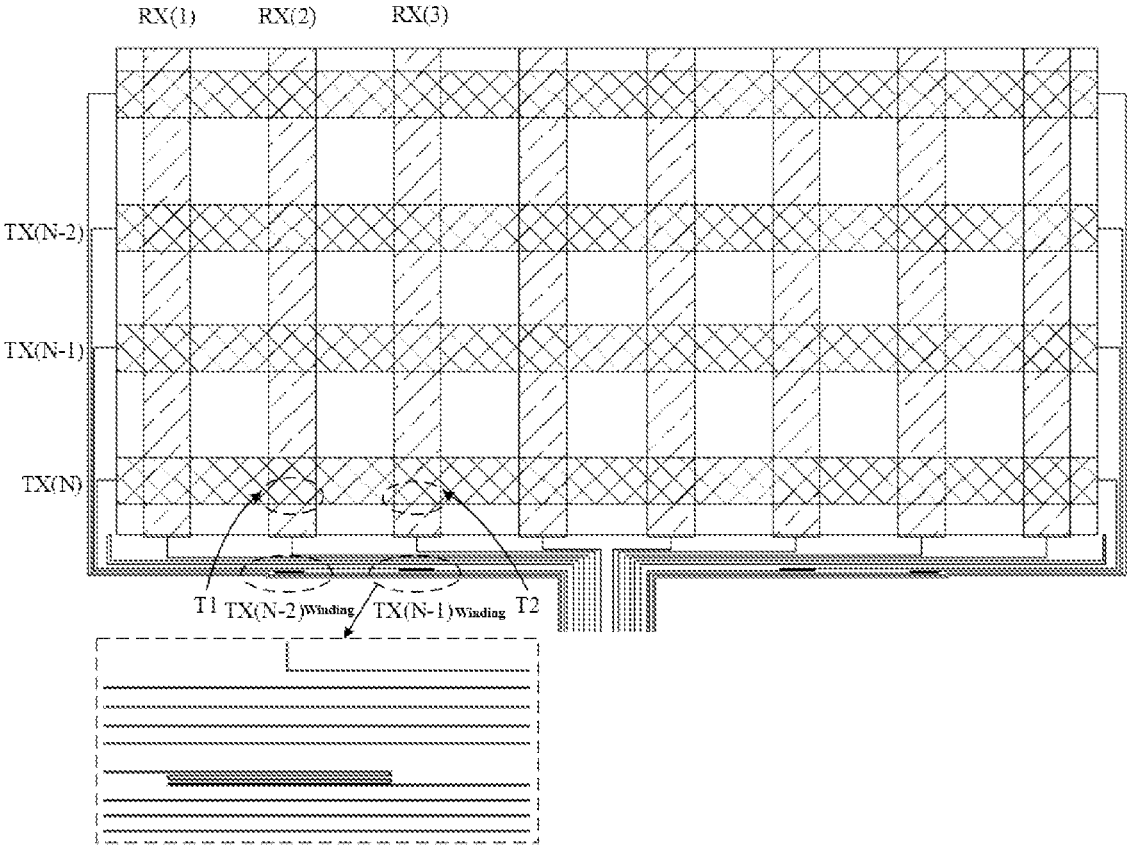 RX(1) RX(2) RX(3)
TX(N-2)
TX(N-1)
TX(N)
T1 TX(N-2)Winding TX(N-1)Winding T2